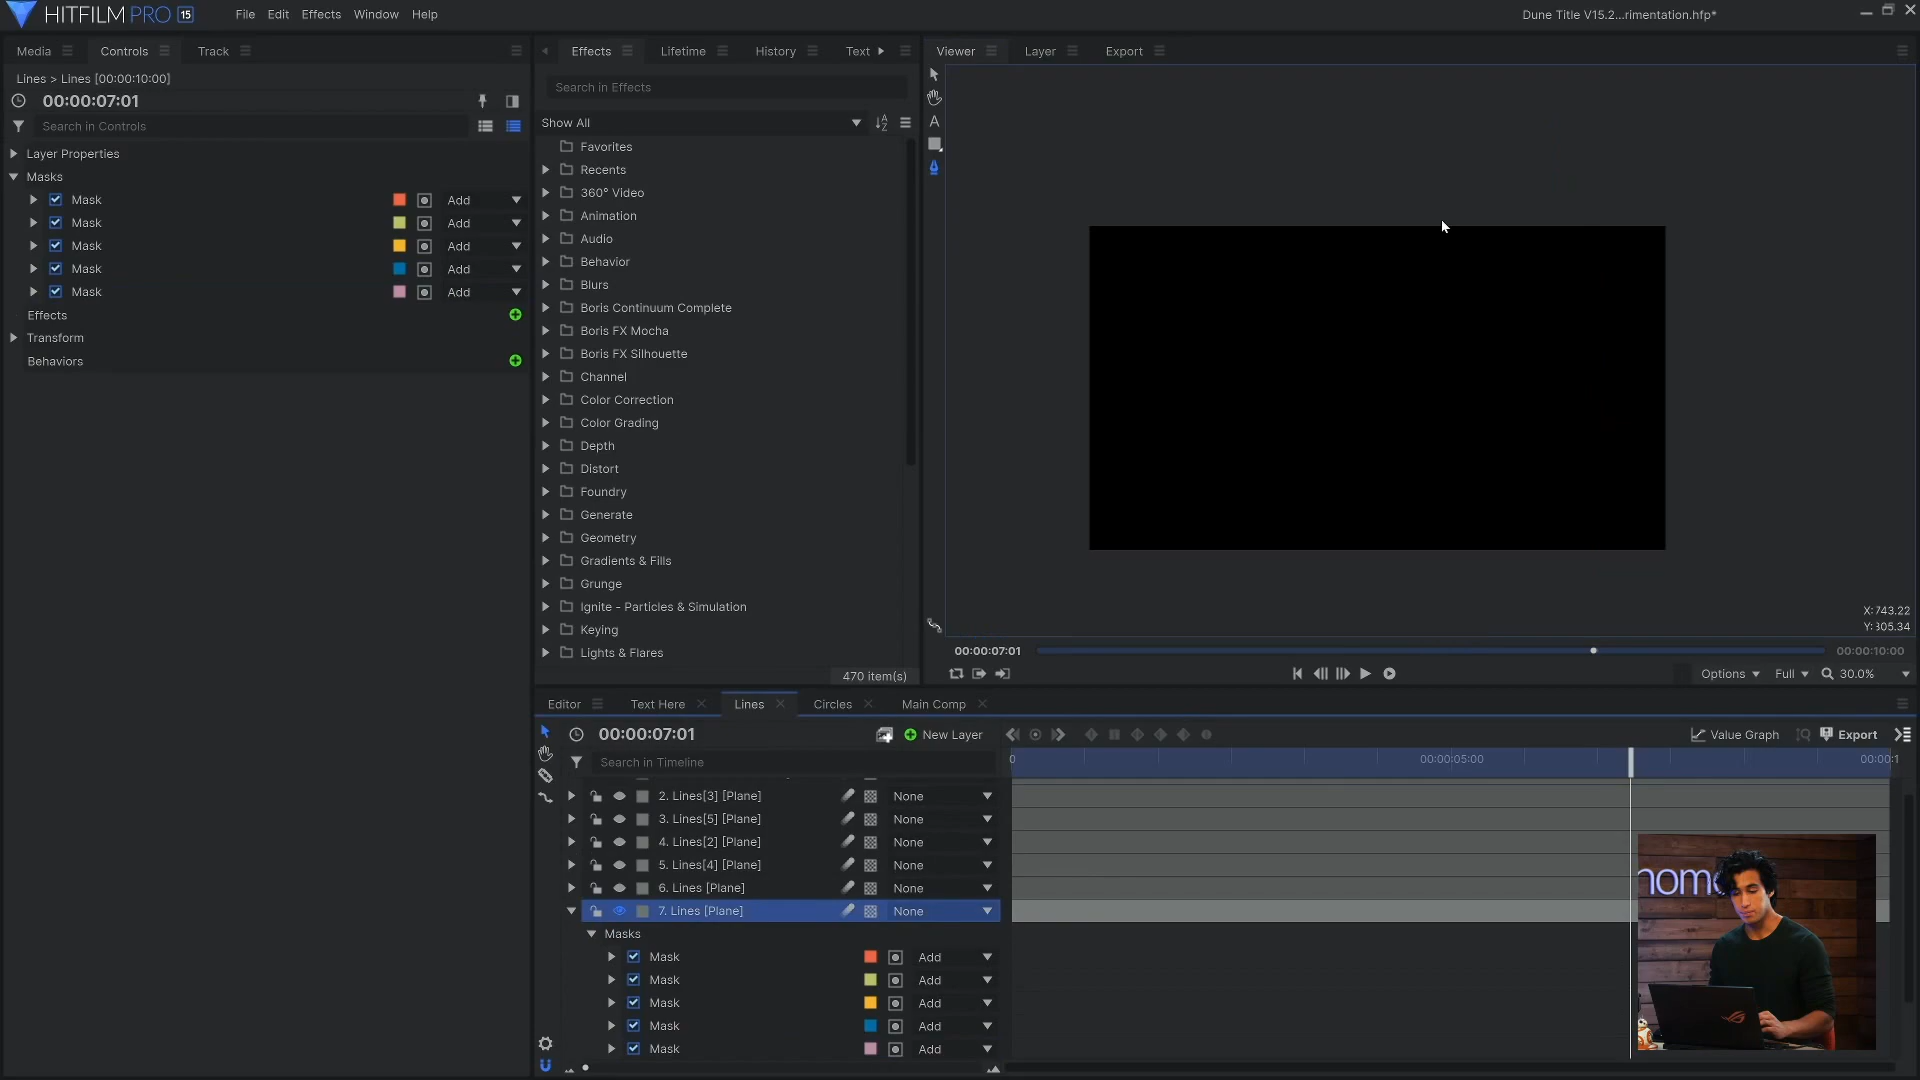 HITFILM PRO 15
File Edit Effects Window Help
Dune Title V15.2...rimentation.hfp*
Media Controls Track
Lines > Lines [00:00:10:00]
00:00:07:01
Search in Controls
Layer Properties
Masks
Mask Add
Mask Add
Mask Add
Mask Add
Mask Add
Effects
Transform
Behaviors
Effects Lifetime History Text
Search in Effects
Show All
Favorites
Recents
360° Video
Animation
Audio
Behavior
Blurs
Boris Continuum Complete
Boris FX Mocha
Boris FX Silhouette
Channel
Color Correction
Color Grading
Depth
Distort
Foundry
Generate
Geometry
Gradients & Fills
Grunge
Ignite - Particles & Simulation
Keying
Lights & Flares
470 item(s)
Viewer Layer Export
A
X:743.22
Y:305.34
00:00:07:01 00:00:10:00
Options Full 30.0%
Editor Text Here Lines Circles Main Comp
00:00:07:01 New Layer Value Graph Export
Search in Timeline
0 00:00:05:00 00:00:1
2. Lines[3] [Plane] None
3. Lines[5] [Plane] None
4. Lines[2] [Plane] None
5. Lines[4] [Plane] None
6. Lines [Plane] None
7. Lines [Plane] None
Masks
Mask Add
Mask Add
Mask Add
Mask Add
Mask Add